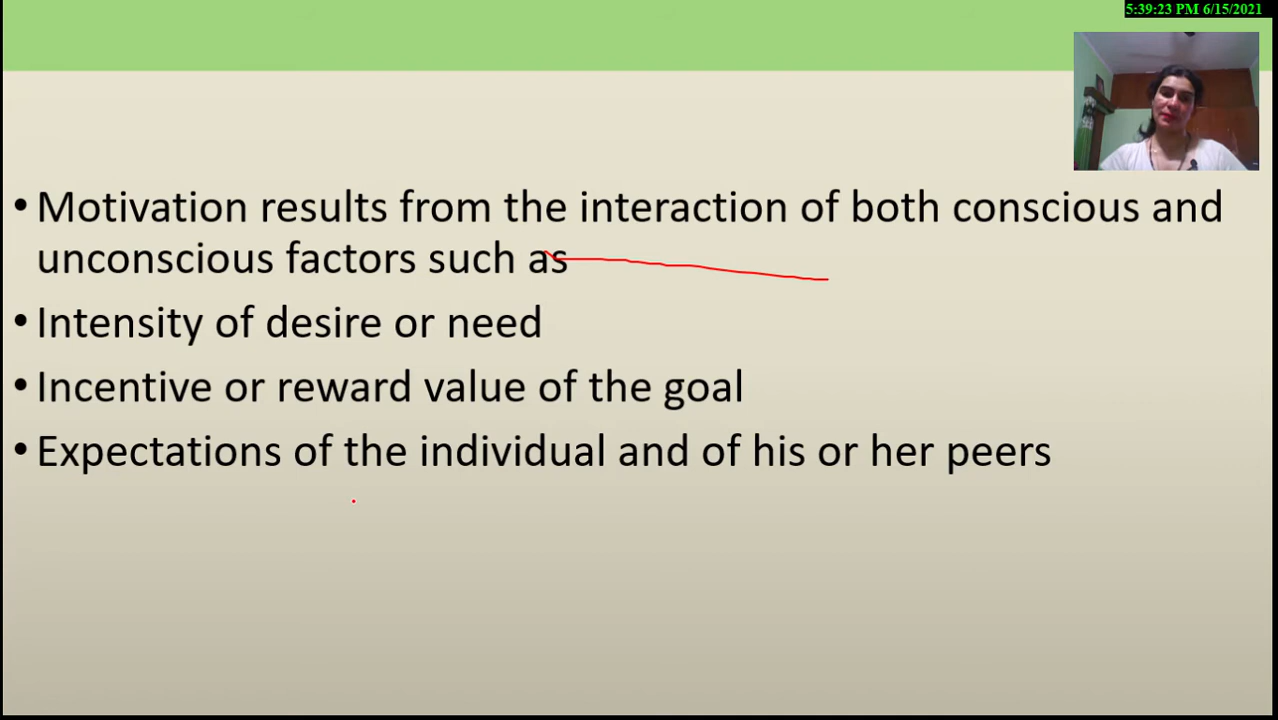 5:39:23 PM 6/15/2021
• Motivation results from the interaction of both conscious and
unconscious factors such as
• Intensity of desire or need
• Incentive or reward value of the goal
• Expectations of the individual and of his or her peers